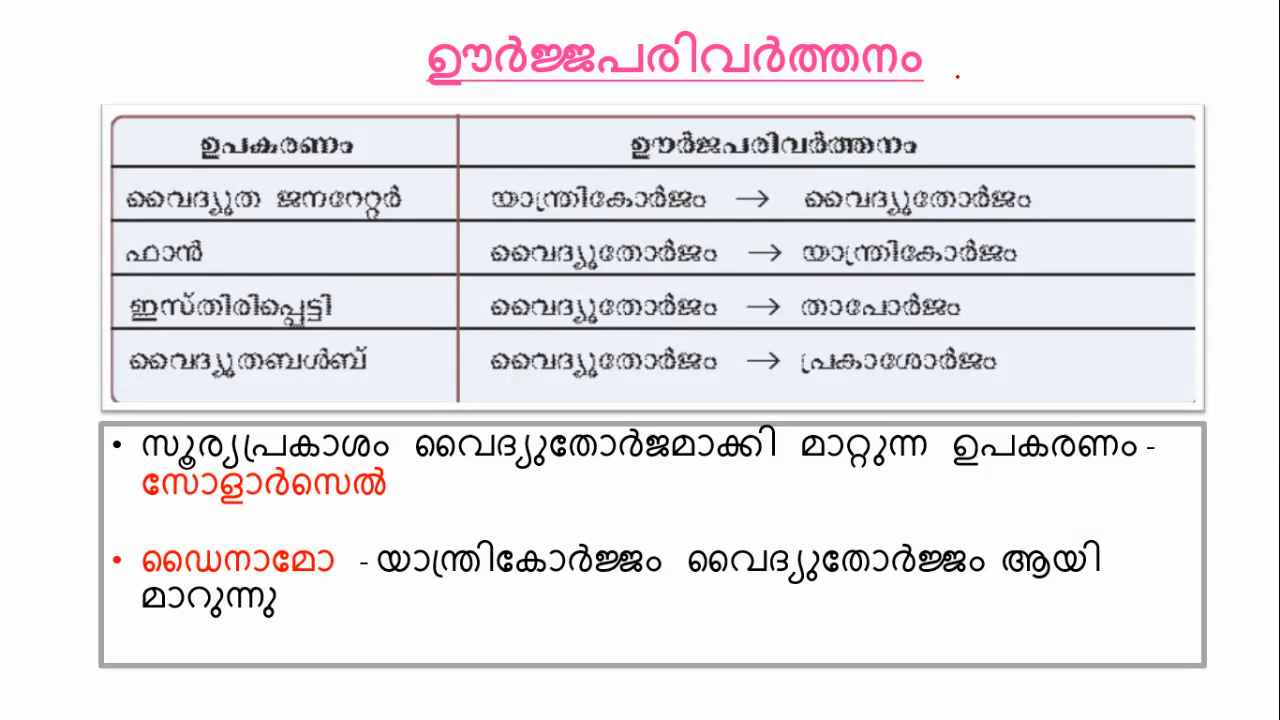 ഊർജ്ജപരിവർത്തനം
ഉപകരണം ഊർജപരിവർത്തനം
വൈദ്യുത ജനറേറ്റർ യാന്ത്രികോർജം → വൈദ്യുതോർജം
ഫാൻ വൈദ്യുതോർജം → യാന്ത്രികോർജം
ഇസ്തിരിപ്പെട്ടി വൈദ്യുതോർജം → താപോർജം
വൈദ്യുതബൾബ് വൈദ്യുതോർജം → പ്രകാശോർജം
• സൂര്യപ്രകാശം വൈദ്യുതോർജമാക്കി മാറ്റുന്ന ഉപകരണം -
സോളാർസെൽ
• ഡൈനാമോ - യാന്ത്രികോർജ്ജം വൈദ്യുതോർജ്ജം ആയി
മാറുന്നു